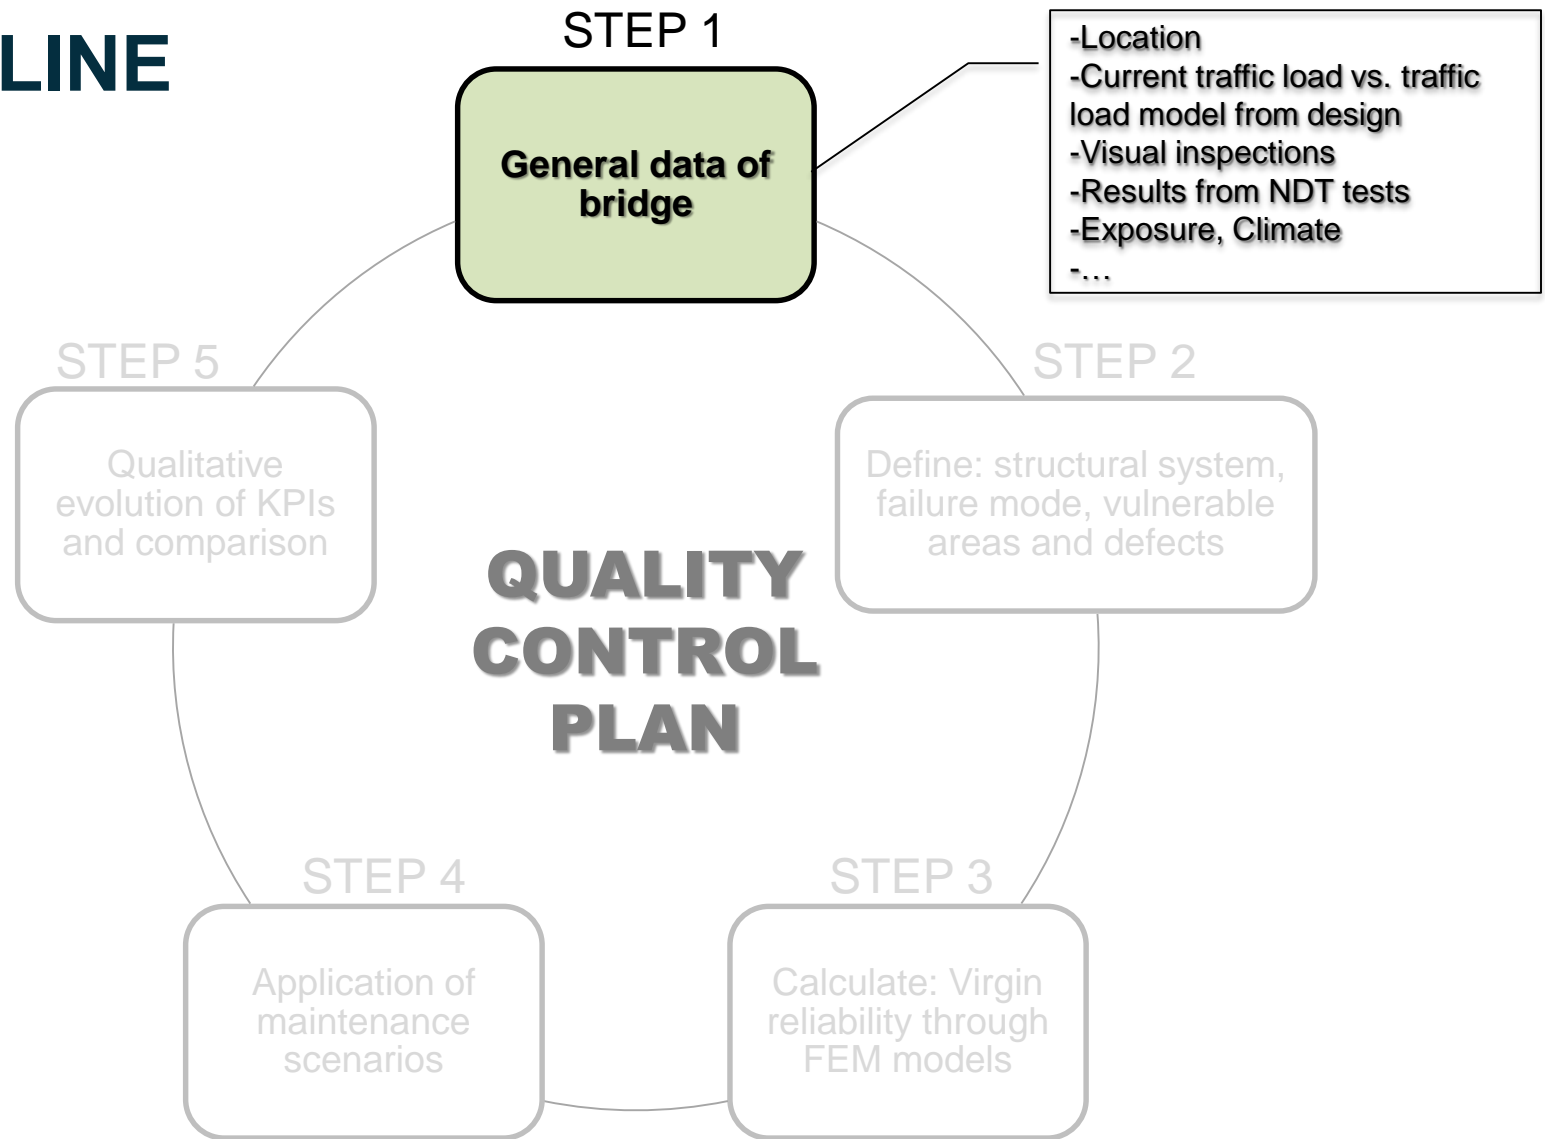 LINE
STEP 1
General data of
bridge
-Location
-Current traffic load vs. traffic
load model from design
-Visual inspections
-Results from NDT tests
-Exposure, Climate
-…
STEP 2
Define: structural system,
failure mode, vulnerable
areas and defects
STEP 3
Calculate: Virgin
reliability through
FEM models
STEP 4
Application of
maintenance
scenarios
STEP 5
Qualitative
evolution of KPIs
and comparison
QUALITY
CONTROL
PLAN